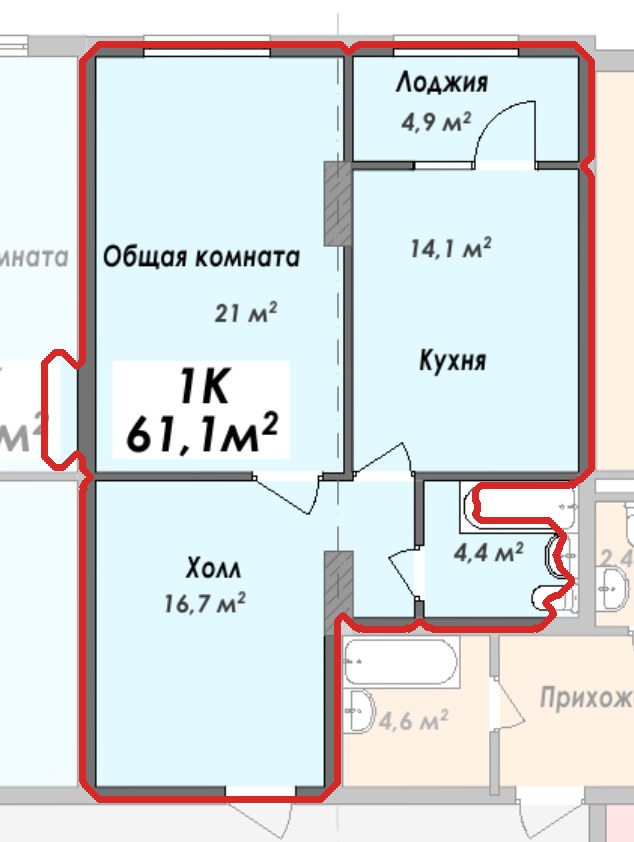 Лоджия
4,9 м²
мната
Общая комната
14,1 м²
21 м²
Кухня
1К
61,1м²
м²
4,4 м²
2,4
Холл
16,7 м²
Прихож
4,6 м²